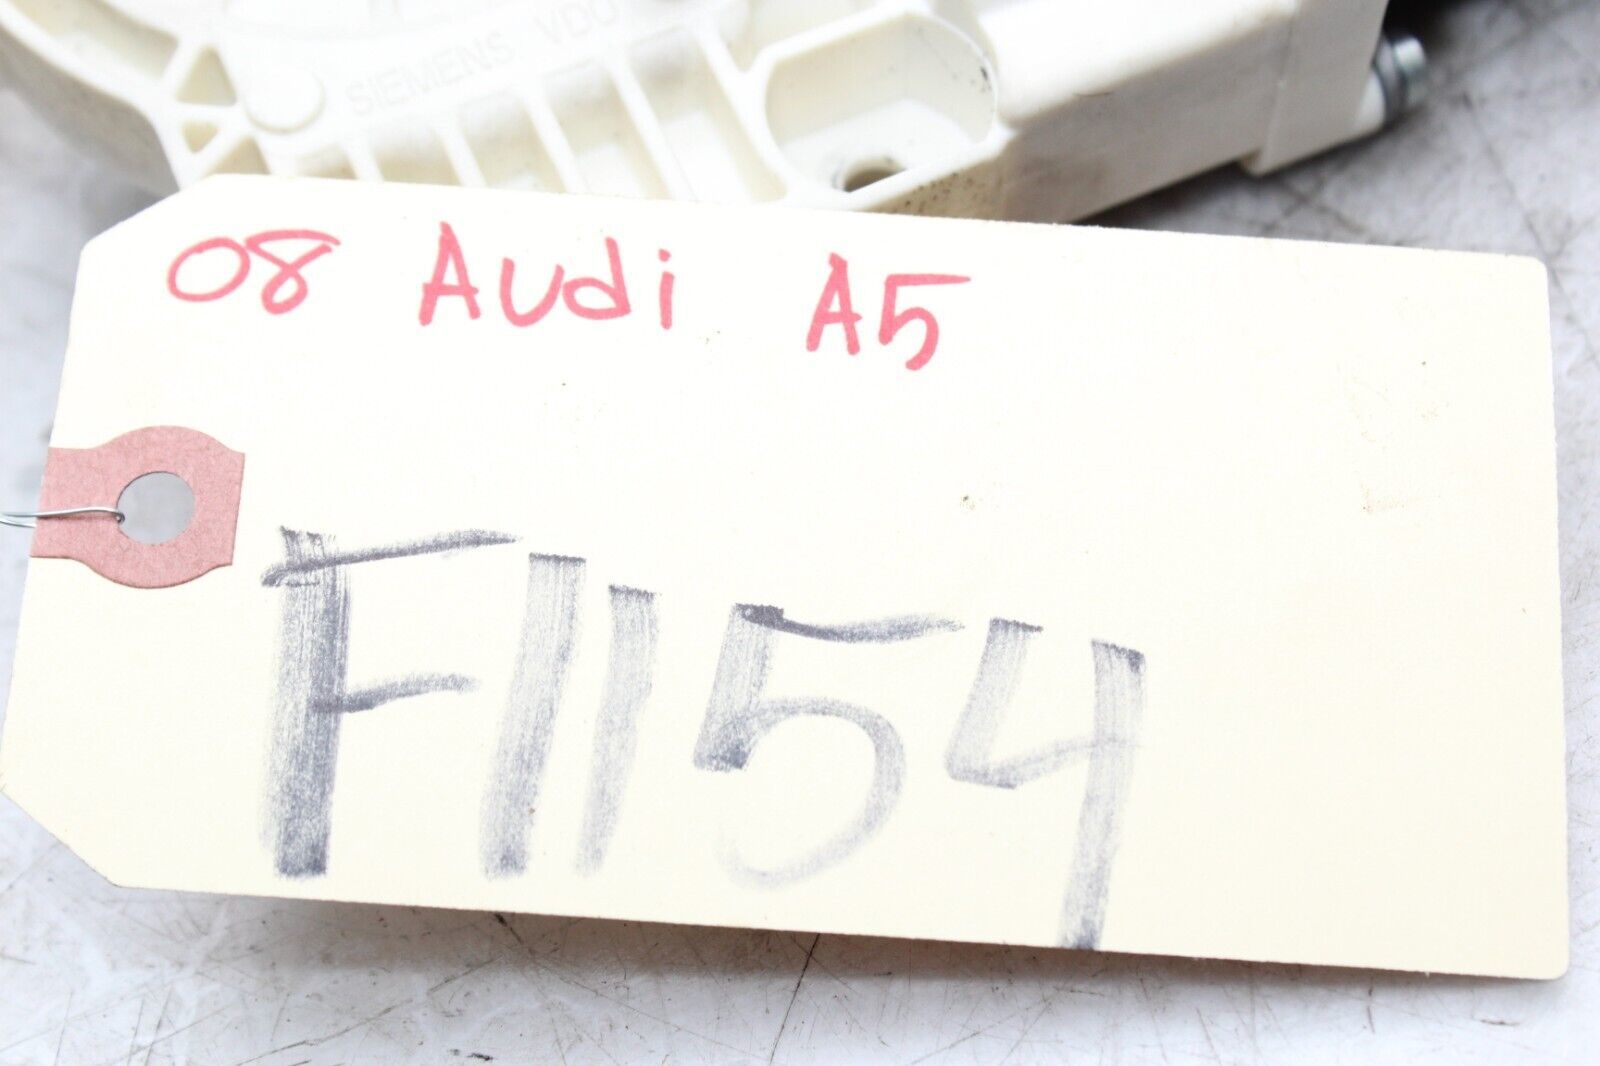 SIEMENS VDO
08 Audi A5
F1154